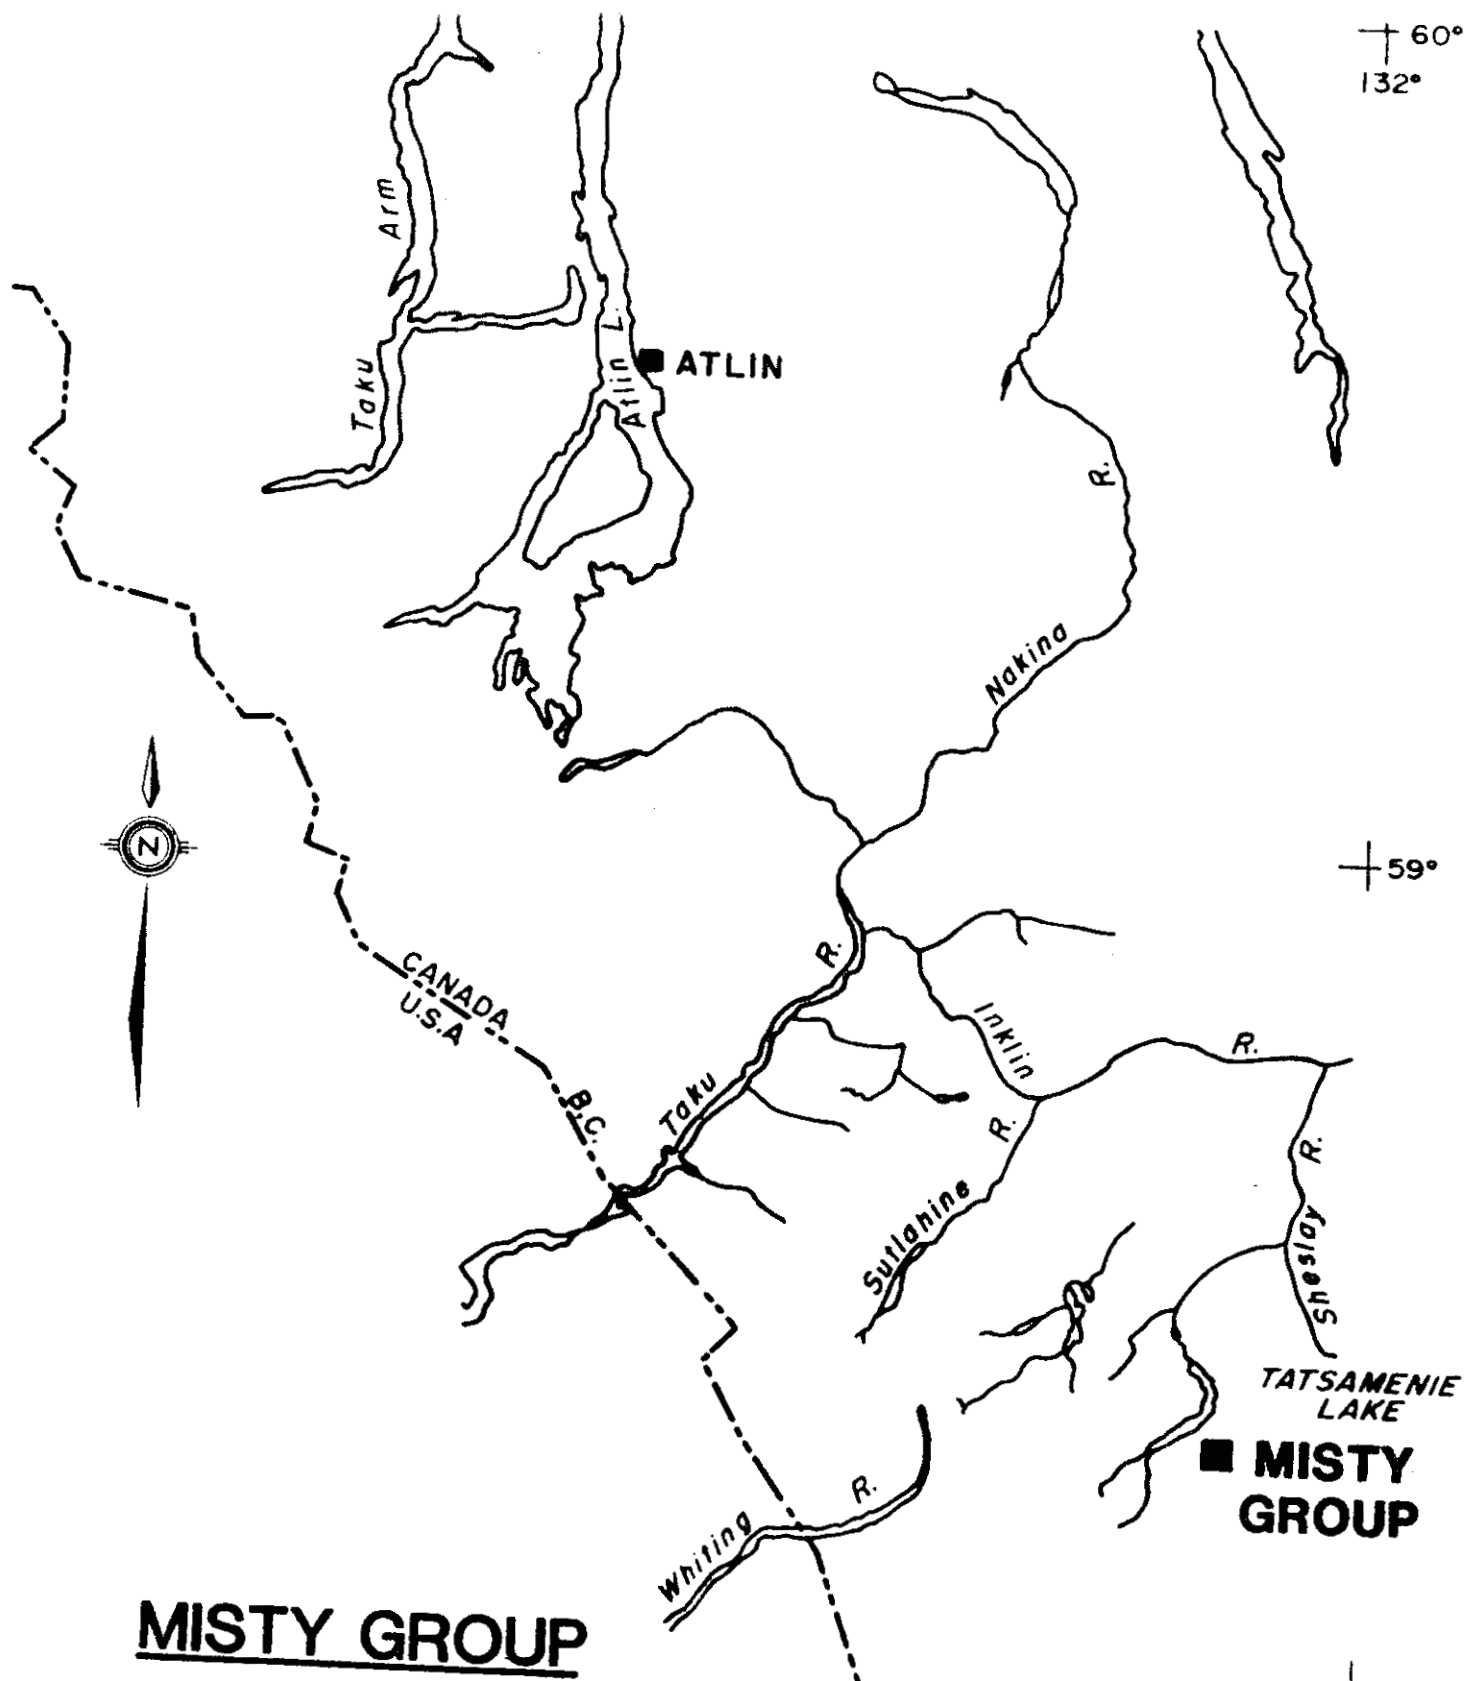 60°
132°
Taku Arm
Atlin L.
ATLIN
R.
Nakina
N
59°
CANADA
U.S.A
B.C.
R.
Taku
Inklin
R.
R.
Sutlahine
R.
Sheslay
TATSAMENIE
LAKE
MISTY
GROUP
R.
Whiting
MISTY GROUP